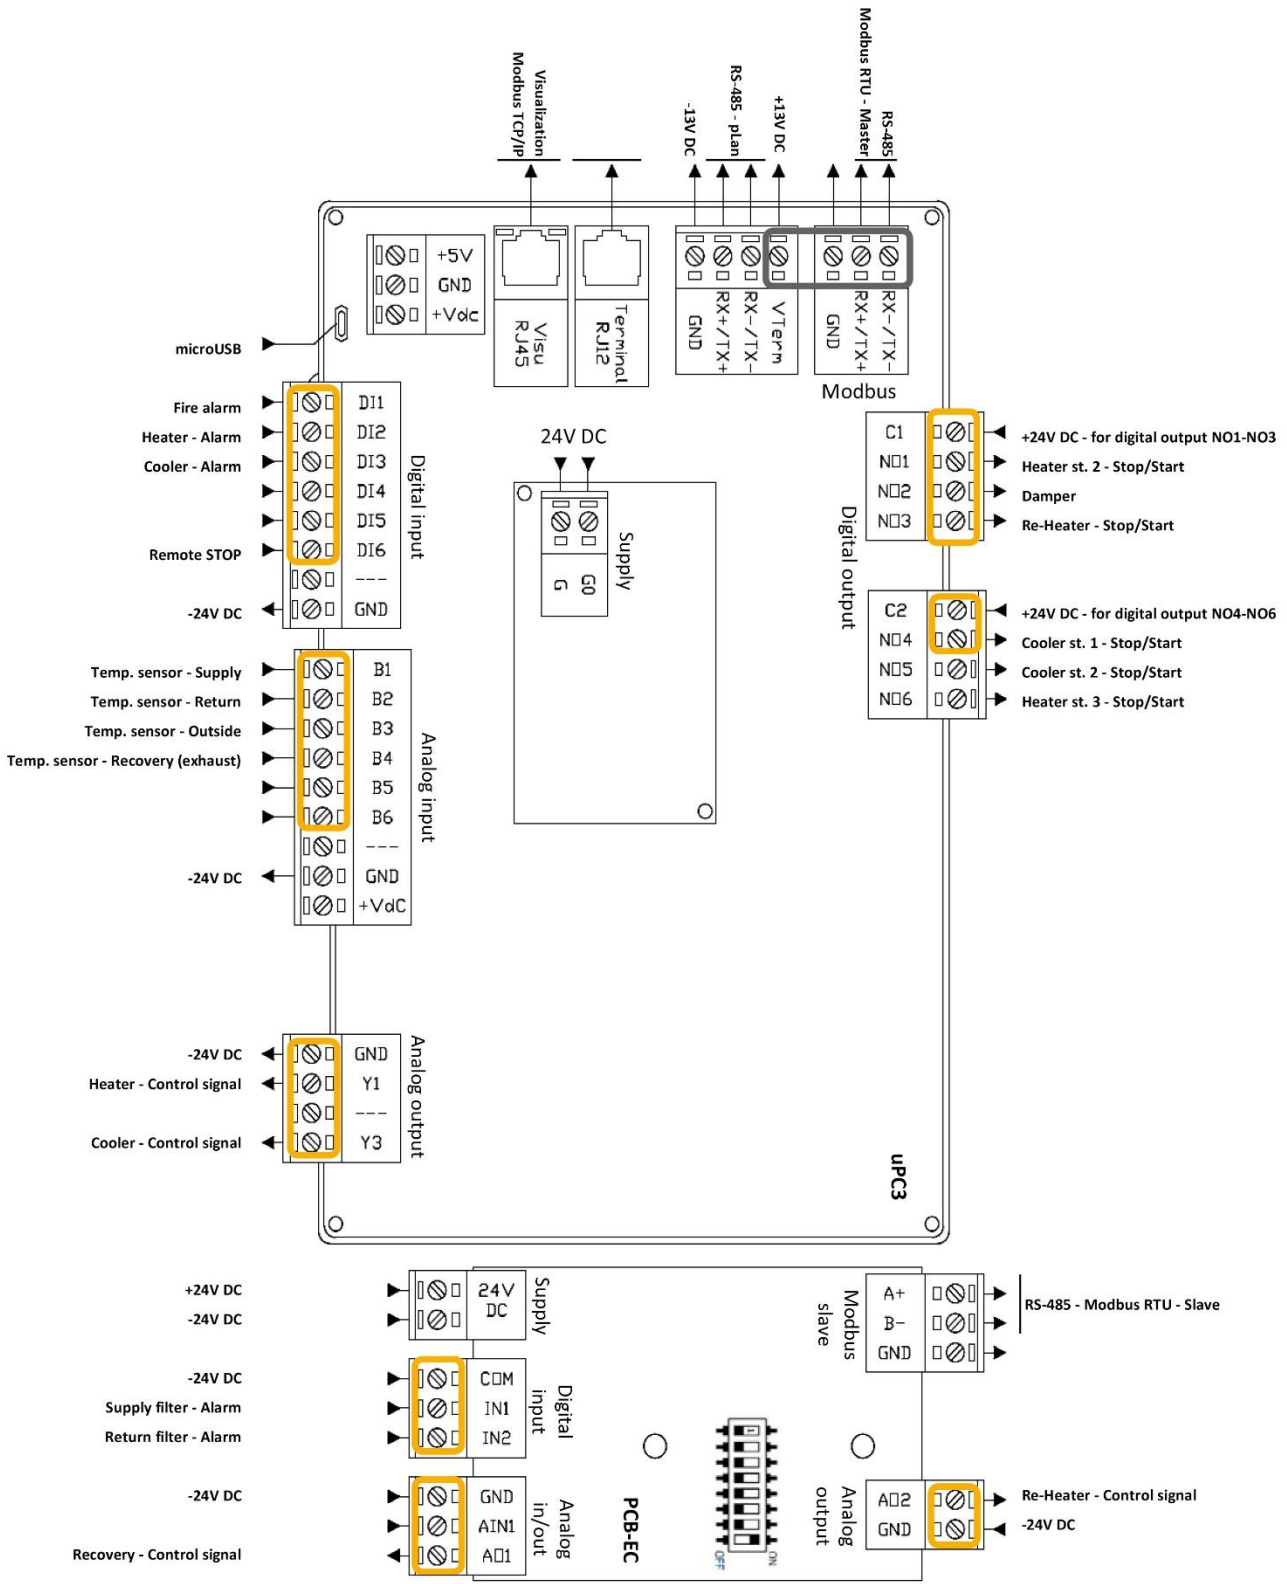 Visualization
Modbus TCP/IP
-13V DC
RS-485 - pLan
+13V DC
Modbus RTU - Master
RS-485
+5V
GND
+Vdc
Visu
RJ45
Terminal
RJ12
GND
RX+/TX+
RX-/TX-
VTerm
GND
RX+/TX+
RX-/TX-
Modbus
microUSB
Fire alarm
DI1
Heater - Alarm
DI2
Cooler - Alarm
DI3
DI4
DI5
Remote STOP
DI6
---
-24V DC
GND
Digital input
24V DC
G
G0
Supply
C1
+24V DC - for digital output NO1-NO3
NO1
Heater st. 2 - Stop/Start
NO2
Damper
NO3
Re-Heater - Stop/Start
Digital output
C2
+24V DC - for digital output NO4-NO6
NO4
Cooler st. 1 - Stop/Start
NO5
Cooler st. 2 - Stop/Start
NO6
Heater st. 3 - Stop/Start
Temp. sensor - Supply
B1
Temp. sensor - Return
B2
Temp. sensor - Outside
B3
Temp. sensor - Recovery (exhaust)
B4
B5
B6
---
-24V DC
GND
+VdC
Analog input
-24V DC
GND
Heater - Control signal
Y1
---
Cooler - Control signal
Y3
Analog output
uPC3
+24V DC
-24V DC
24V
DC
Supply
-24V DC
COM
Supply filter - Alarm
IN1
Return filter - Alarm
IN2
Digital
input
-24V DC
GND
AIN1
Recovery - Control signal
AO1
Analog
in/out
PCB-EC
OFF
ON
1
Modbus
slave
A+
B-
GND
RS-485 - Modbus RTU - Slave
Analog
output
AO2
Re-Heater - Control signal
GND
-24V DC